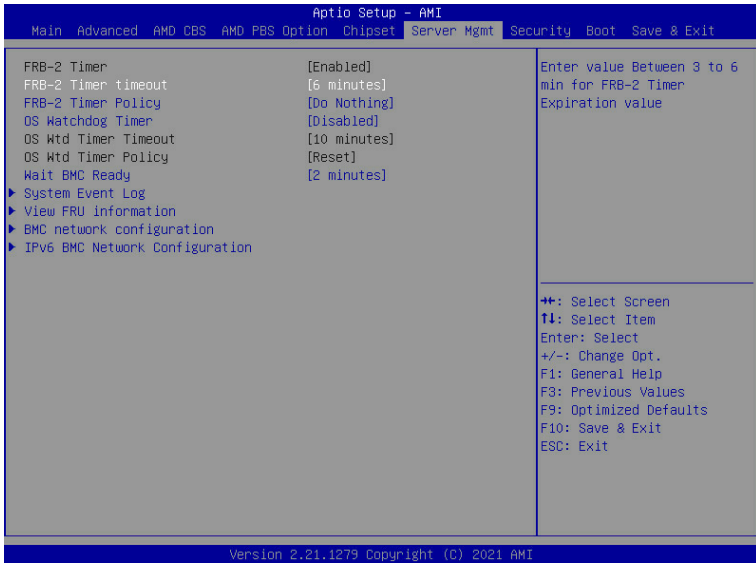 Aptio Setup - AMI
Main Advanced AMD CBS AMD PBS Option Chipset Server Mgmt Security Boot Save & Exit
FRB-2 Timer [Enabled]
FRB-2 Timer timeout [6 minutes]
FRB-2 Timer Policy [Do Nothing]
OS Watchdog Timer [Disabled]
OS Wtd Timer Timeout [10 minutes]
OS Wtd Timer Policy [Reset]
Wait BMC Ready [2 minutes]
System Event Log
View FRU information
BMC network configuration
IPv6 BMC Network Configuration
Enter value Between 3 to 6
min for FRB-2 Timer
Expiration value
→←: Select Screen
↑↓: Select Item
Enter: Select
+/-: Change Opt.
F1: General Help
F3: Previous Values
F9: Optimized Defaults
F10: Save & Exit
ESC: Exit
Version 2.21.1279 Copyright (C) 2021 AMI